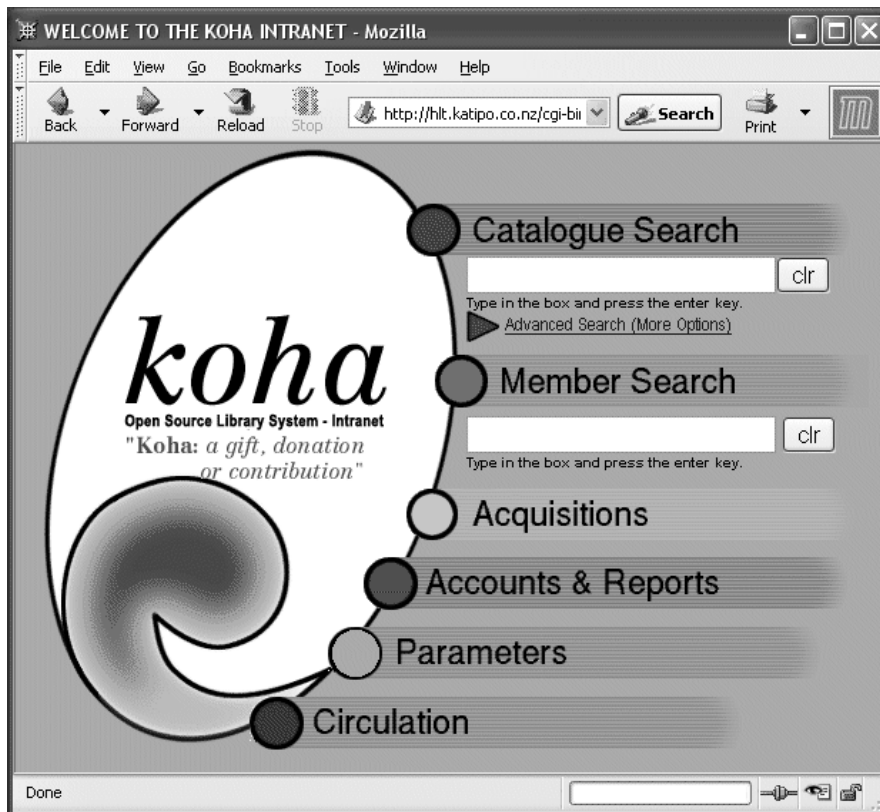 WELCOME TO THE KOHA INTRANET - Mozilla
File Edit View Go Bookmarks Tools Window Help
Back Forward Reload Stop http://hlt.katipo.co.nz/cgi-bin Search Print
Catalogue Search
clr
Type in the box and press the enter key.
Advanced Search (More Options)
koha
Open Source Library System - Intranet
"Koha: a gift, donation
or contribution"
Member Search
clr
Type in the box and press the enter key.
Acquisitions
Accounts & Reports
Parameters
Circulation
Done